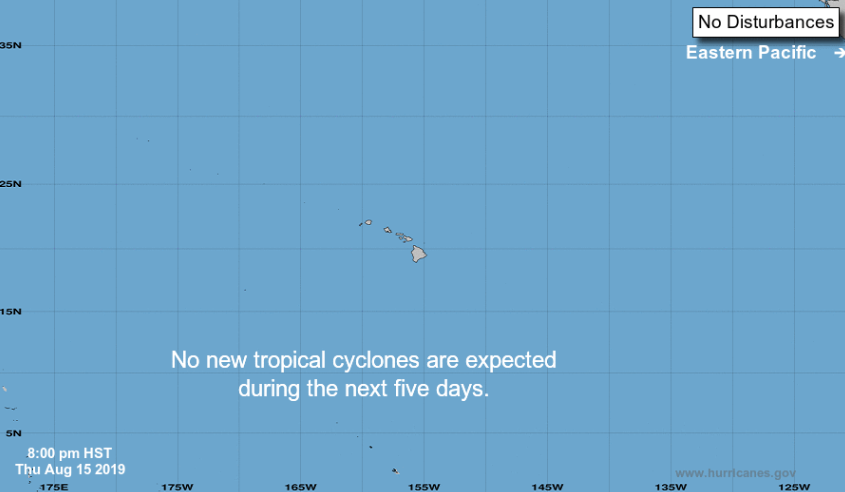 No Disturbances
35N
Eastern Pacific →
25N
15N
No new tropical cyclones are expected
during the next five days.
5N
8:00 pm HST
Thu Aug 15 2019
www.hurricanes.gov
175E 175W 165W 155W 145W 135W 125W